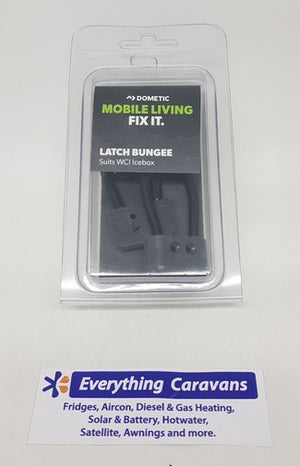 DOMETIC
MOBILE LIVING
FIX IT.
LATCH BUNGEE
Suits WCI Icebox
Everything Caravans
Fridges, Aircon, Diesel & Gas Heating,
Solar & Battery, Hotwater,
Satellite, Awnings and more.